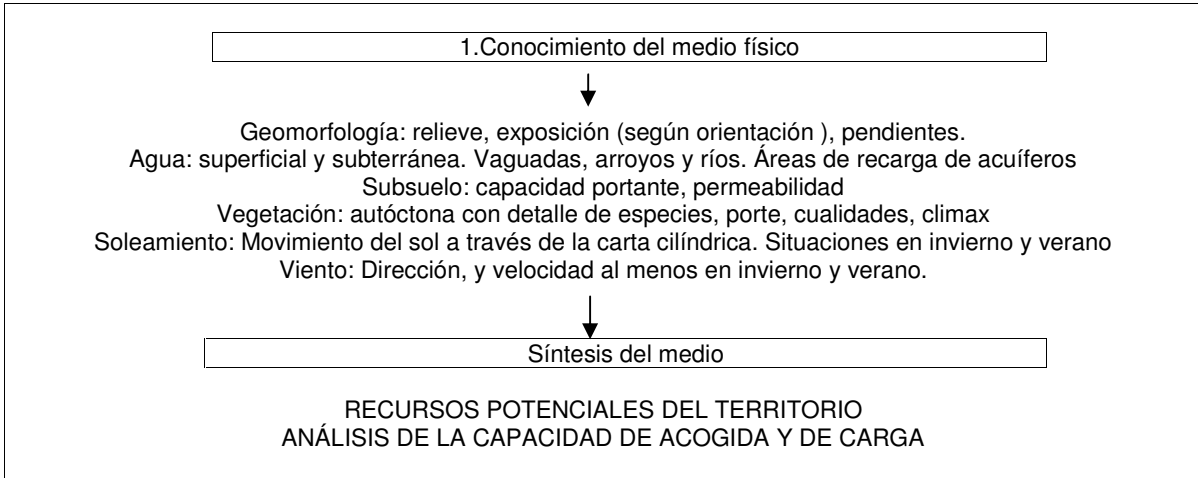 1.Conocimiento del medio físico
Geomorfología: relieve, exposición (según orientación ), pendientes.
Agua: superficial y subterránea. Vaguadas, arroyos y ríos. Áreas de recarga de acuíferos
Subsuelo: capacidad portante, permeabilidad
Vegetación: autóctona con detalle de especies, porte, cualidades, climax
Soleamiento: Movimiento del sol a través de la carta cilíndrica. Situaciones en invierno y verano
Viento: Dirección, y velocidad al menos en invierno y verano.
Síntesis del medio
RECURSOS POTENCIALES DEL TERRITORIO
ANÁLISIS DE LA CAPACIDAD DE ACOGIDA Y DE CARGA